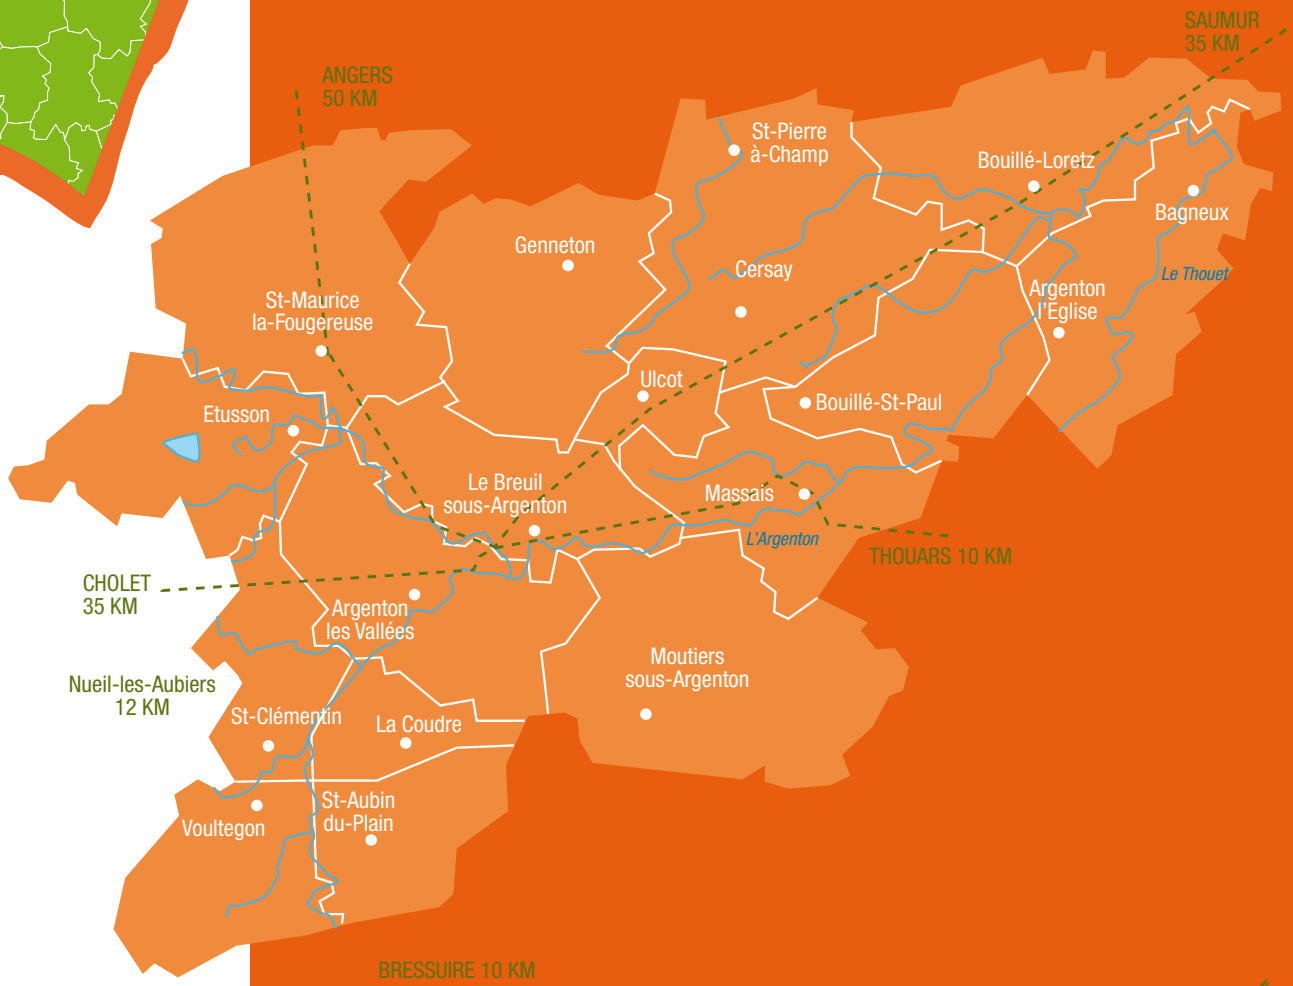 SAUMUR
35 KM
ANGERS
50 KM
St-Pierre
à-Champ
Bouillé-Loretz
Bagneux
Genneton
Cersay
Le Thouet
Argenton
l'Eglise
St-Maurice
la-Fougereuse
Ulcot
Bouillé-St-Paul
Etusson
Le Breuil
sous-Argenton
Massais
L'Argenton
THOUARS 10 KM
CHOLET
35 KM
Argenton
les Vallées
Moutiers
sous-Argenton
Nueil-les-Aubiers
12 KM
St-Clémentin
La Coudre
St-Aubin
du-Plain
Voultegon
BRESSUIRE 10 KM